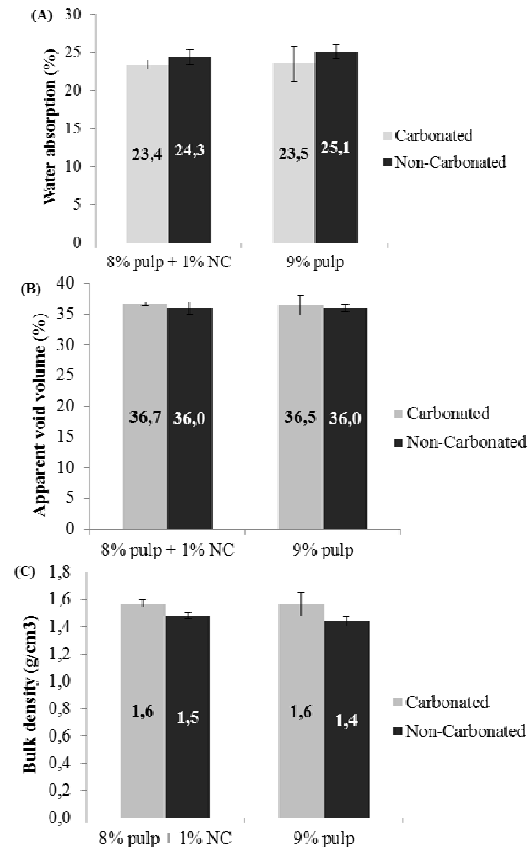 (A)
Water absorption (%)
30
25
20
15
10
5
0
23,4
24,3
23,5
25,1
8% pulp + 1% NC
9% pulp
Carbonated
Non-Carbonated
(B)
Apparent void volume (%)
40
35
30
25
20
15
10
5
0
36,7
36,0
36,5
36,0
8% pulp + 1% NC
9% pulp
Carbonated
Non-Carbonated
(C)
Bulk density (g/cm3)
1,8
1,6
1,4
1,2
1,0
0,8
0,6
0,4
0,2
0,0
1,6
1,5
1,6
1,4
8% pulp | 1% NC
9% pulp
Carbonated
Non-Carbonated